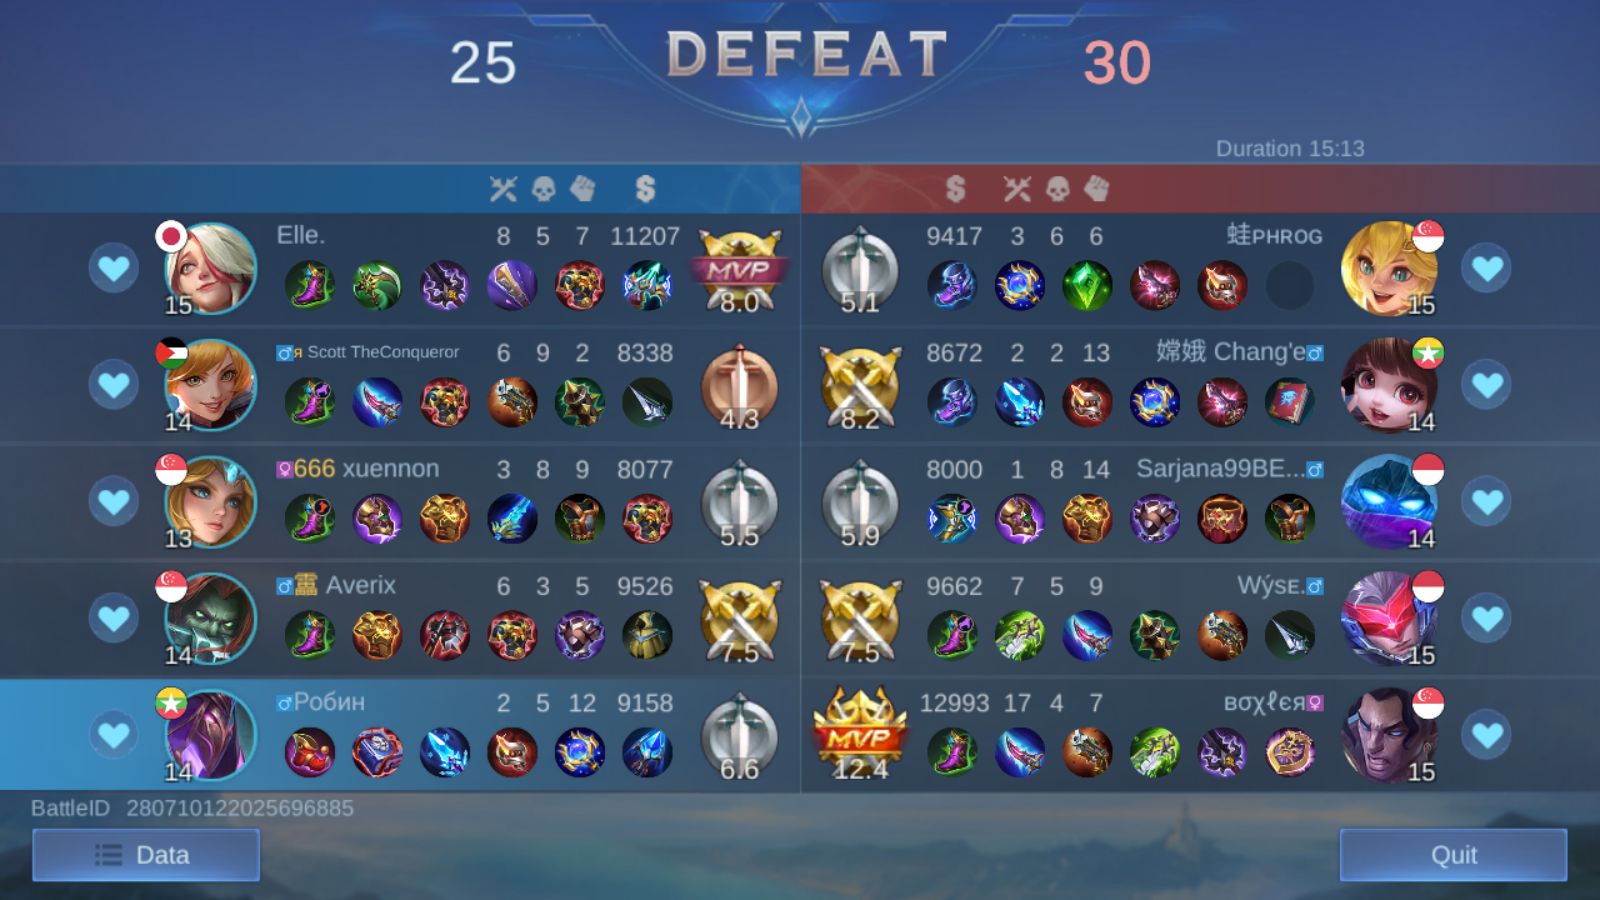 25 DEFEAT 30
Duration 15:13
Elle. 8 5 7 11207
15 MVP 8.0
9417 3 6 6 蛙PHROG
5.1 15
я Scott TheConqueror 6 9 2 8338
14 4.3
8672 2 2 13 嫦娥 Chang'e
8.2 14
666 xuennon 3 8 9 8077
13 5.5
8000 1 8 14 Sarjana99BE...
5.9 14
Averix 6 3 5 9526
14 7.5
9662 7 5 9 Wýsᴇ.
7.5 15
Робин 2 5 12 9158
14 6.6
12993 17 4 7 вσχℓєя
MVP 12.4 15
BattleID 280710122025696885
Data
Quit